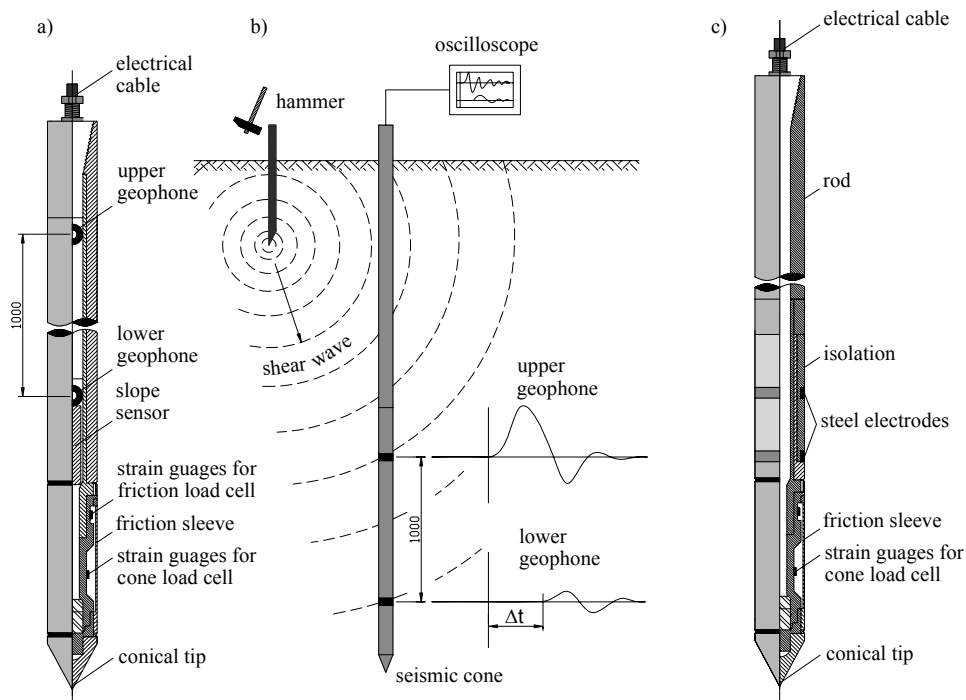 a)
electrical
cable
upper
geophone
1000
lower
geophone
slope
sensor
strain guages for
friction load cell
friction sleeve
strain guages for
cone load cell
conical tip
b)
oscilloscope
hammer
shear wave
upper
geophone
1000
lower
geophone
Δt
seismic cone
c)
electrical cable
rod
isolation
steel electrodes
friction sleeve
strain guages for
cone load cell
conical tip